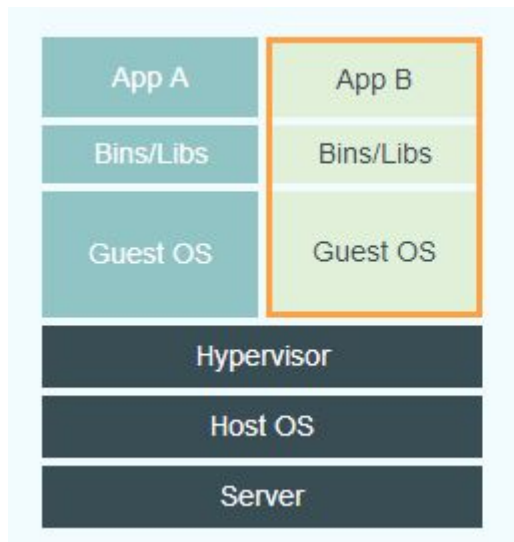 App A
App B
Bins/Libs
Bins/Libs
Guest OS
Guest OS
Hypervisor
Host OS
Server